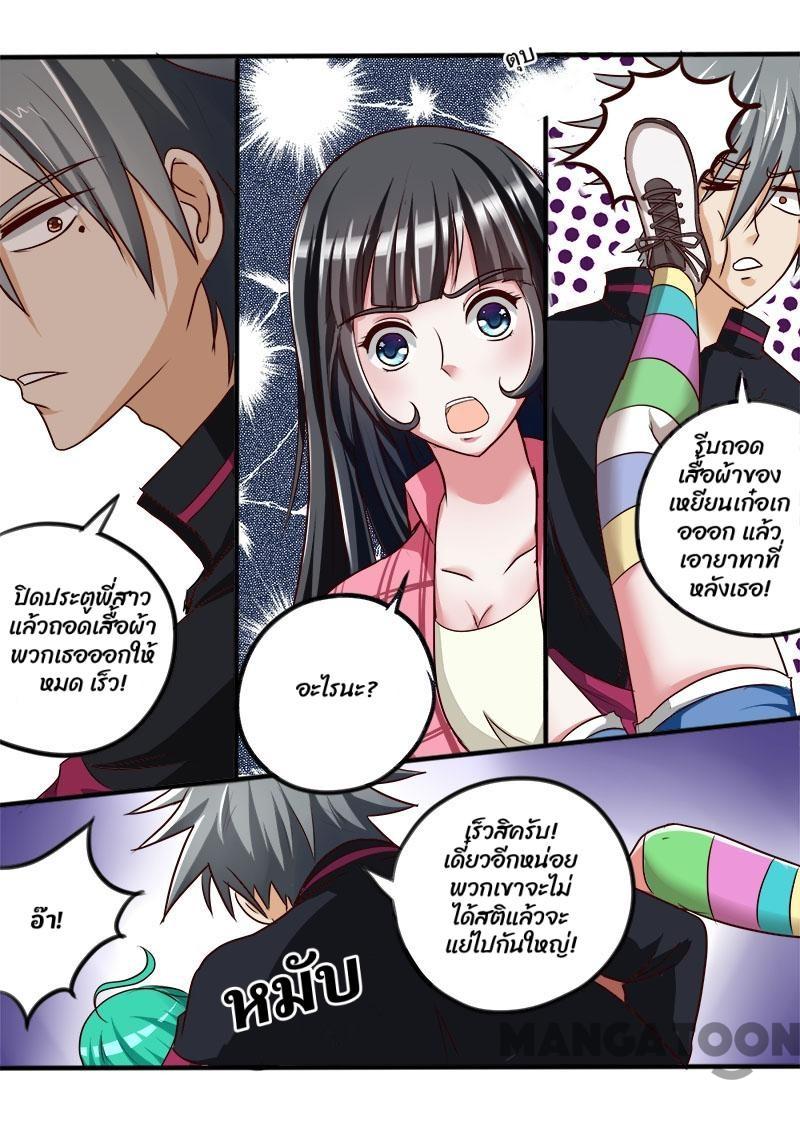 ตุบ
ปิดประตูพี่สาว
แล้วถอดเสื้อผ้า
พวกเธอออกให้
หมด เร็ว!
อะไรนะ?
รีบถอด
เสื้อผ้าของ
เหยียนเก๋อเก
อออก แล้ว
เอายาทาที่
หลังเธอ!
อ๊า!
หมับ
เร็วสิครับ!
เดี๋ยวอีกหน่อย
พวกเขาจะไม่
ได้สติแล้วจะ
แย่ไปกันใหญ่!
MANGATOON